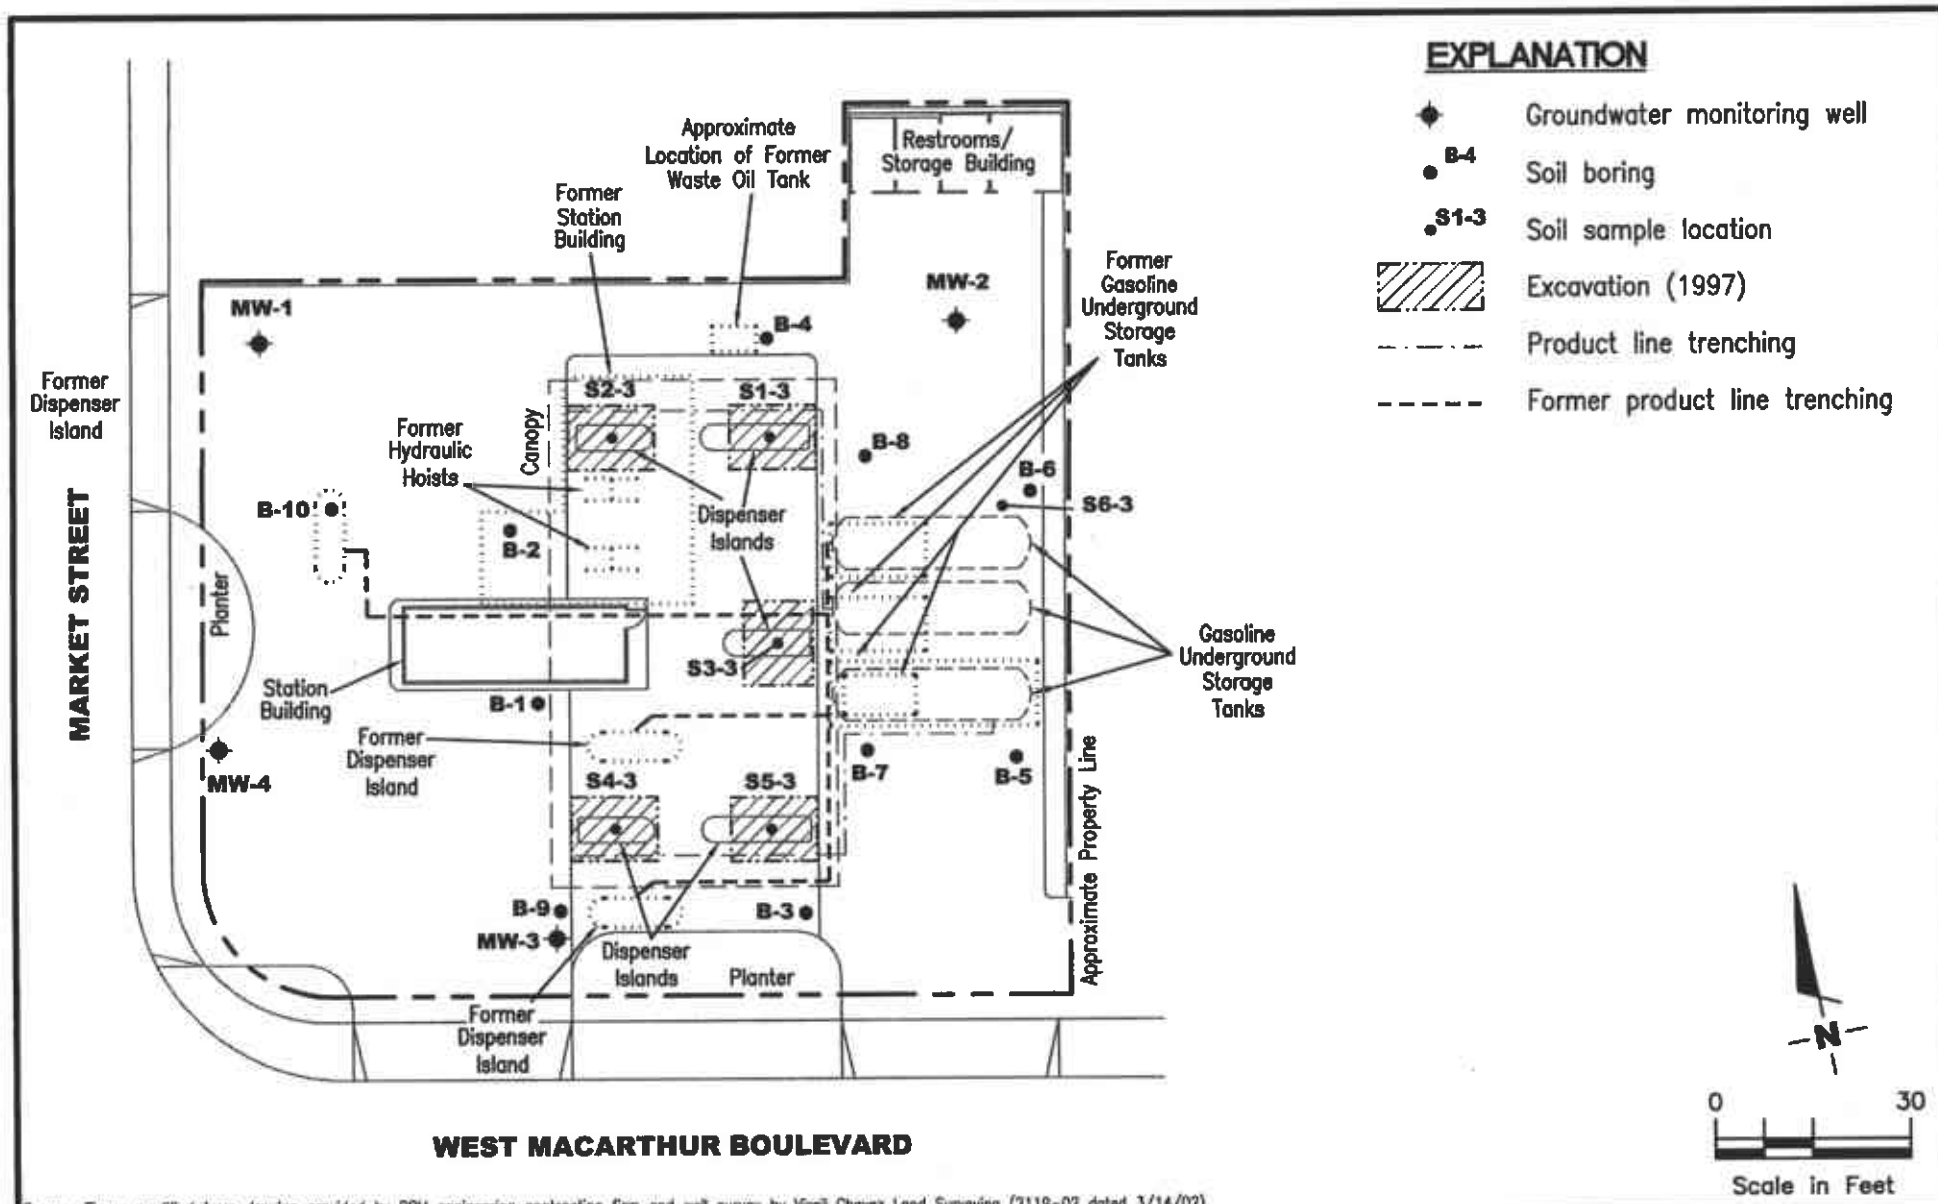 EXPLANATION
Groundwater monitoring well
B-4
Soil boring
S1-3
Soil sample location
Excavation (1997)
Product line trenching
Former product line trenching
Approximate
Location of Former
Waste Oil Tank
Restrooms/
Storage Building
Former
Station
Building
Former
Gasoline
Underground
Storage
Tanks
MW-1
MW-2
B-4
Former
Dispenser
Island
S2-3
S1-3
Canopy
Former
Hydraulic
Hoists
B-8
B-6
S6-3
B-10
B-2
Dispenser
Islands
MARKET STREET
Planter
S3-3
Gasoline
Underground
Storage
Tanks
Station
Building
B-1
Former
Dispenser
Island
MW-4
B-7
B-5
S4-3
S5-3
Approximate Property Line
B-9
B-3
MW-3
Dispenser
Islands
Planter
Former
Dispenser
Island
N
0 30
Scale in Feet
WEST MACARTHUR BOULEVARD